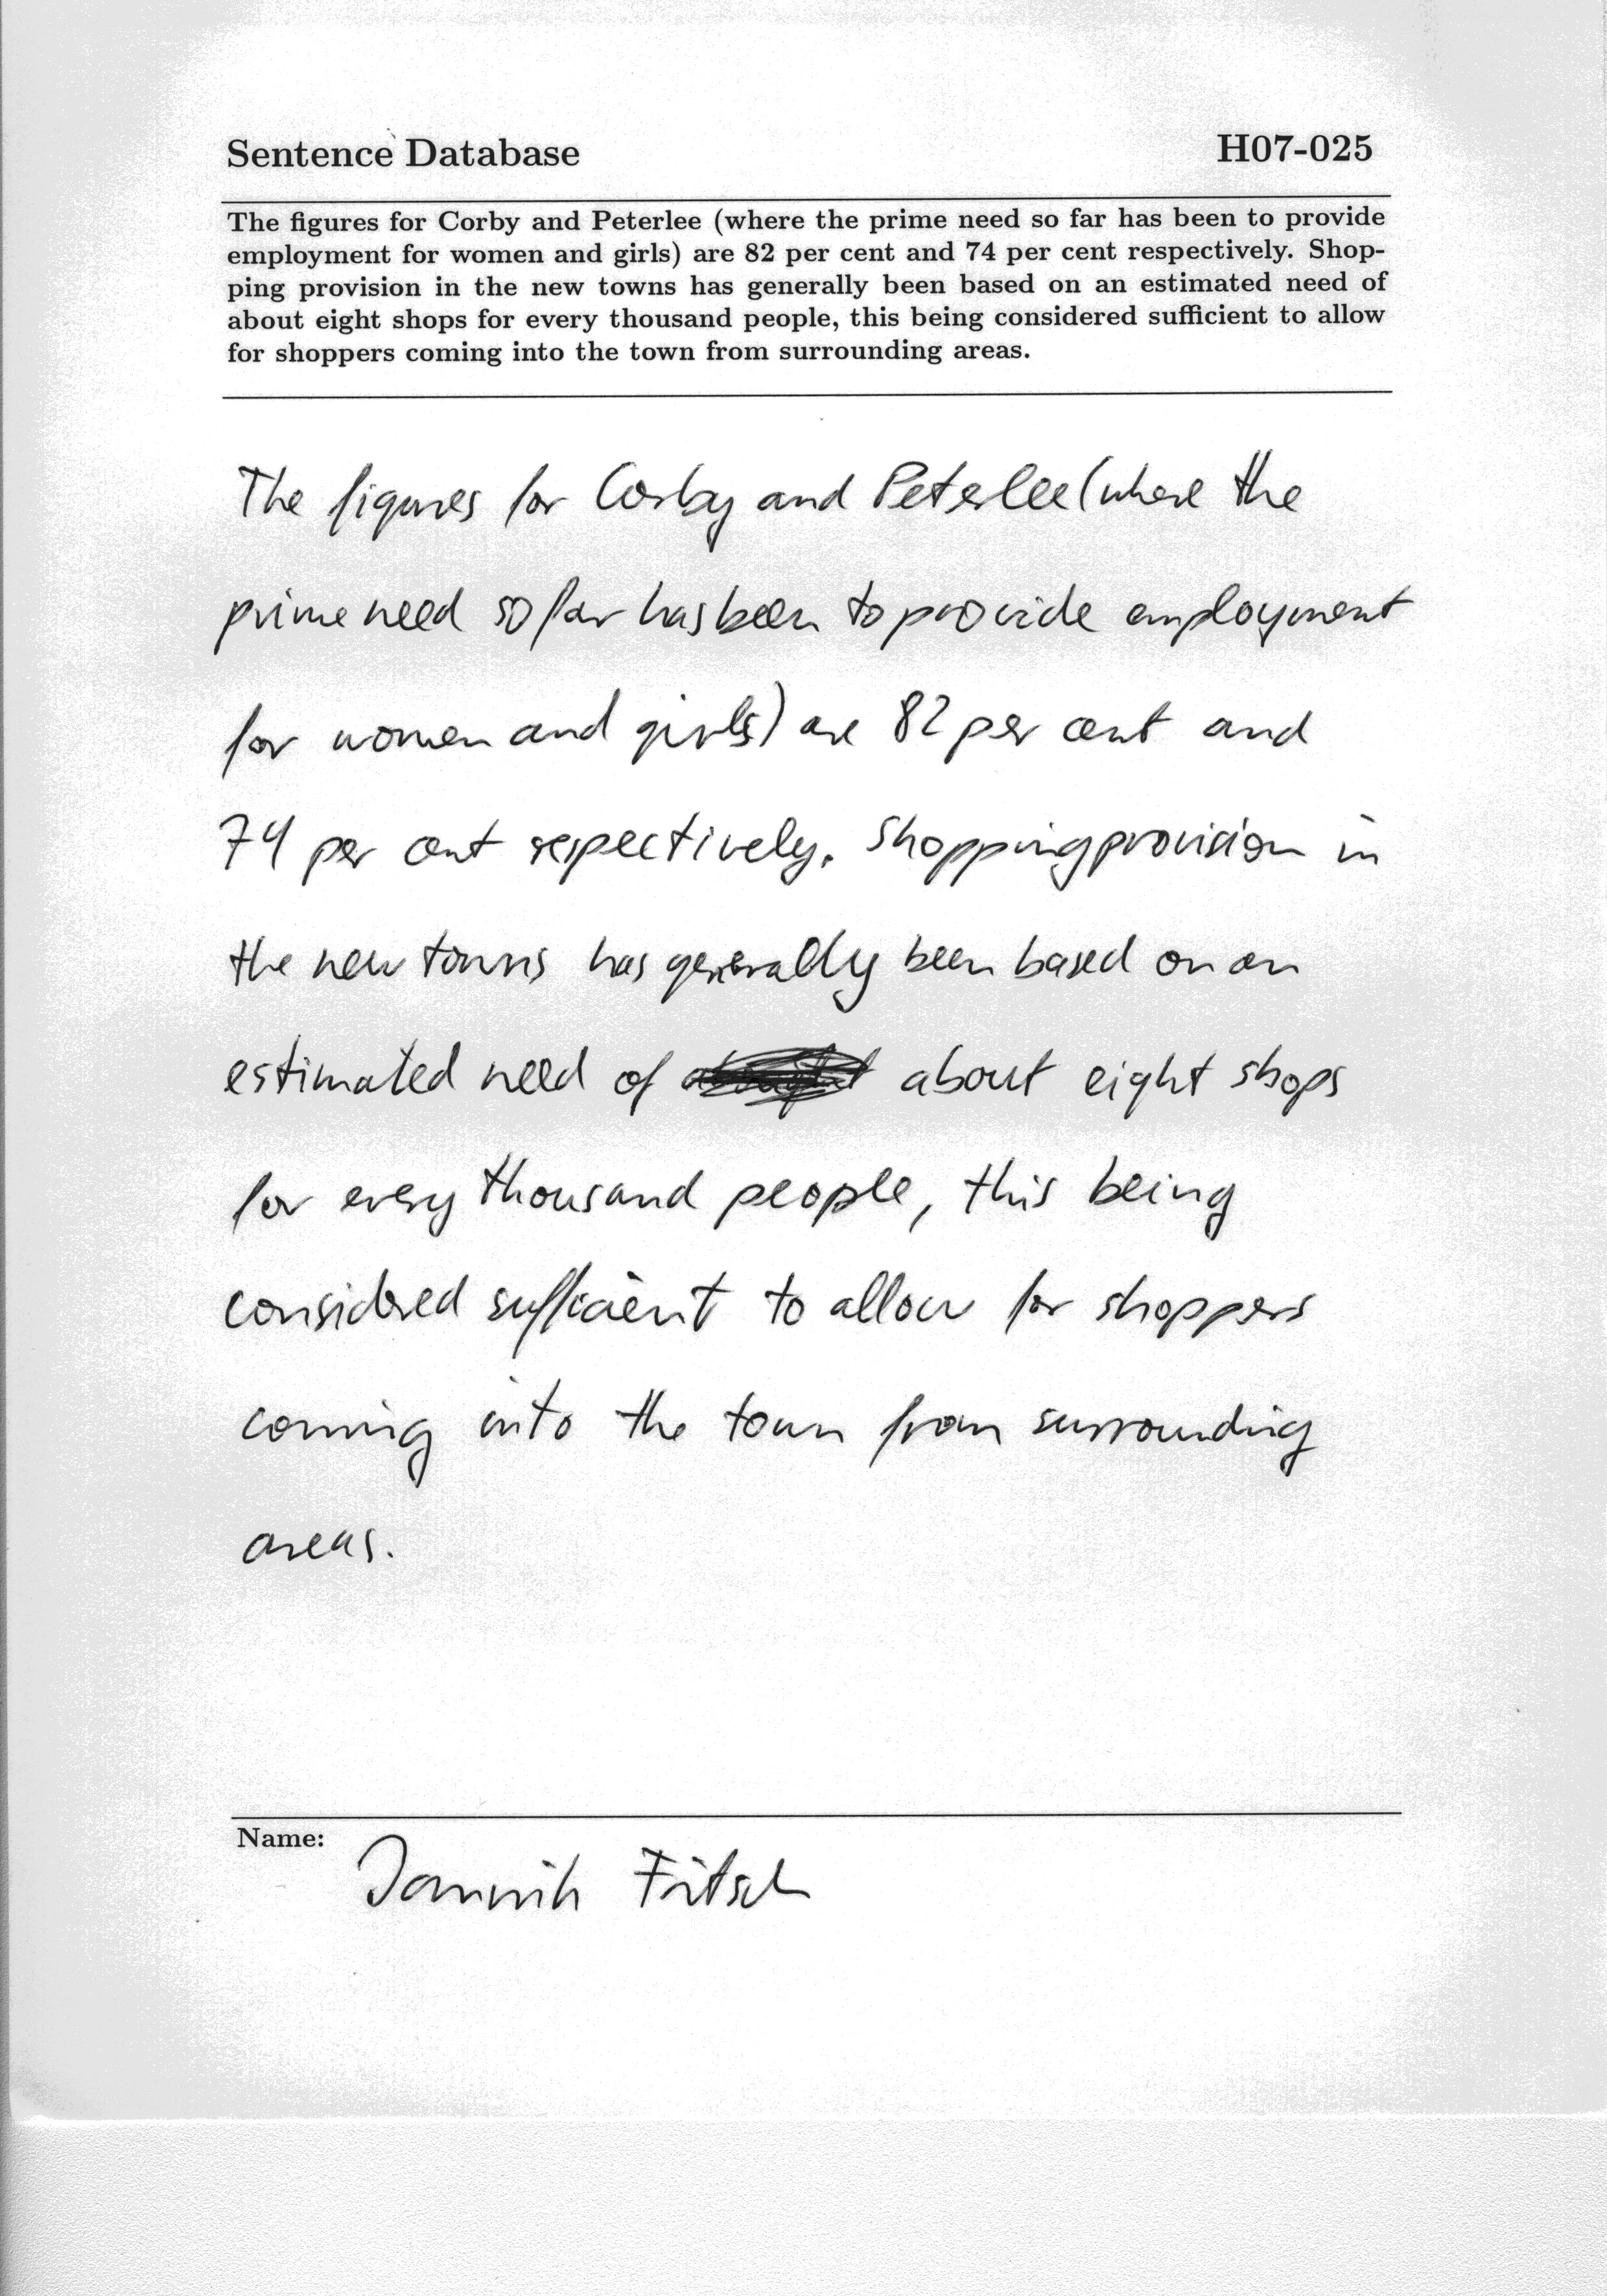 Sentence Database H07-025
The figures for Corby and Peterlee (where the prime need so far has been to provide
employment for women and girls) are 82 per cent and 74 per cent respectively. Shop-
ping provision in the new towns has generally been based on an estimated need of
about eight shops for every thousand people, this being considered sufficient to allow
for shoppers coming into the town from surrounding areas.
The figures for Corby and Peterlee (where the
prime need so far has been to provide employment
for women and girls) are 82 per cent and
74 per cent respectively. Shopping provision in
the new towns has generally been based on an
estimated need of about eight shops
for every thousand people, this being
considered sufficient to allow for shoppers
coming into the town from surrounding
areas.
Name: Jannik Fritsch